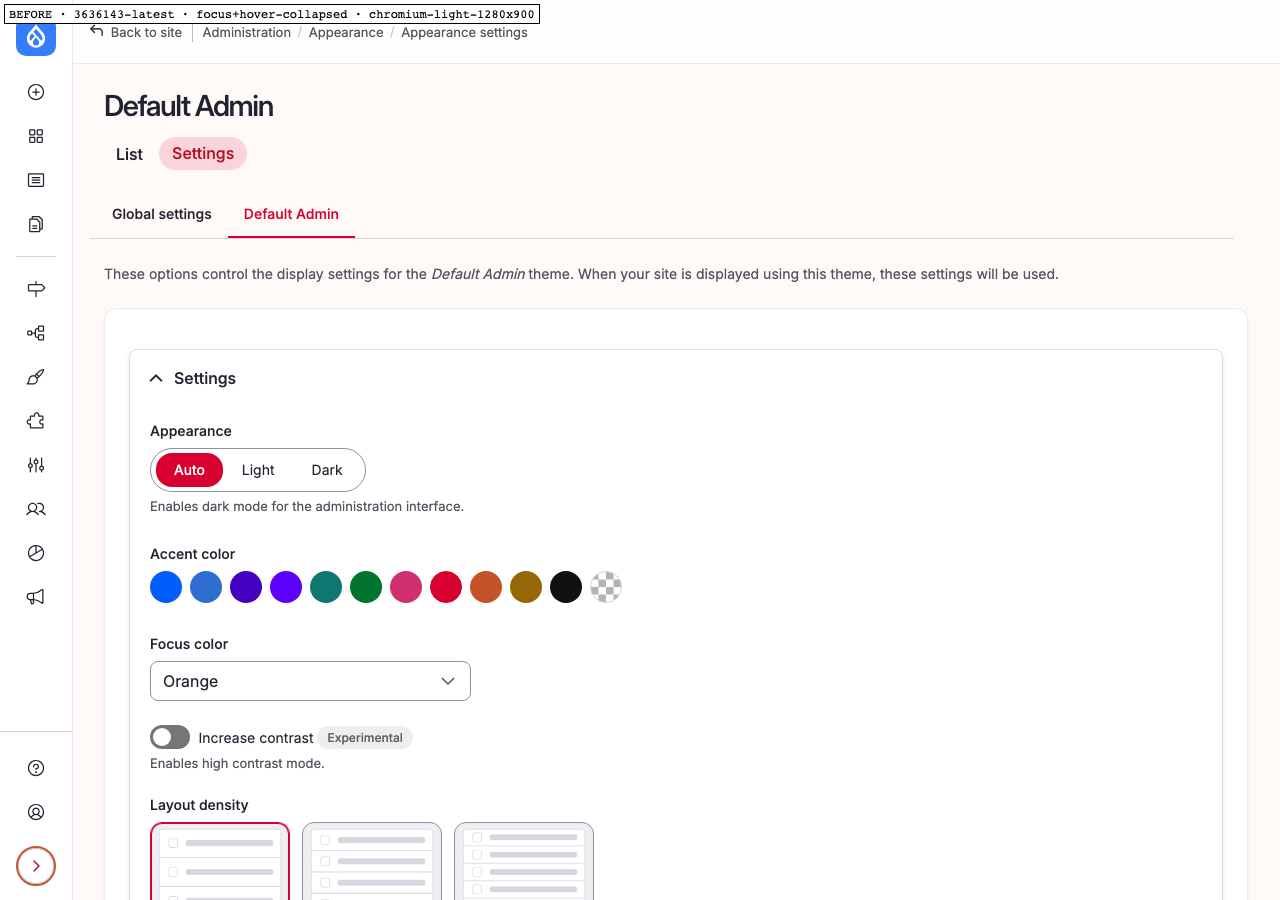 BEFORE • 3636143-latest • focus+hover-collapsed • chromium-light-1280x900
Back to site Administration / Appearance / Appearance settings
Default Admin
List Settings
Global settings Default Admin
These options control the display settings for the Default Admin theme. When your site is displayed using this theme, these settings will be used.
Settings
Appearance
Auto Light Dark
Enables dark mode for the administration interface.
Accent color
Focus color
Orange
Increase contrast Experimental
Enables high contrast mode.
Layout density